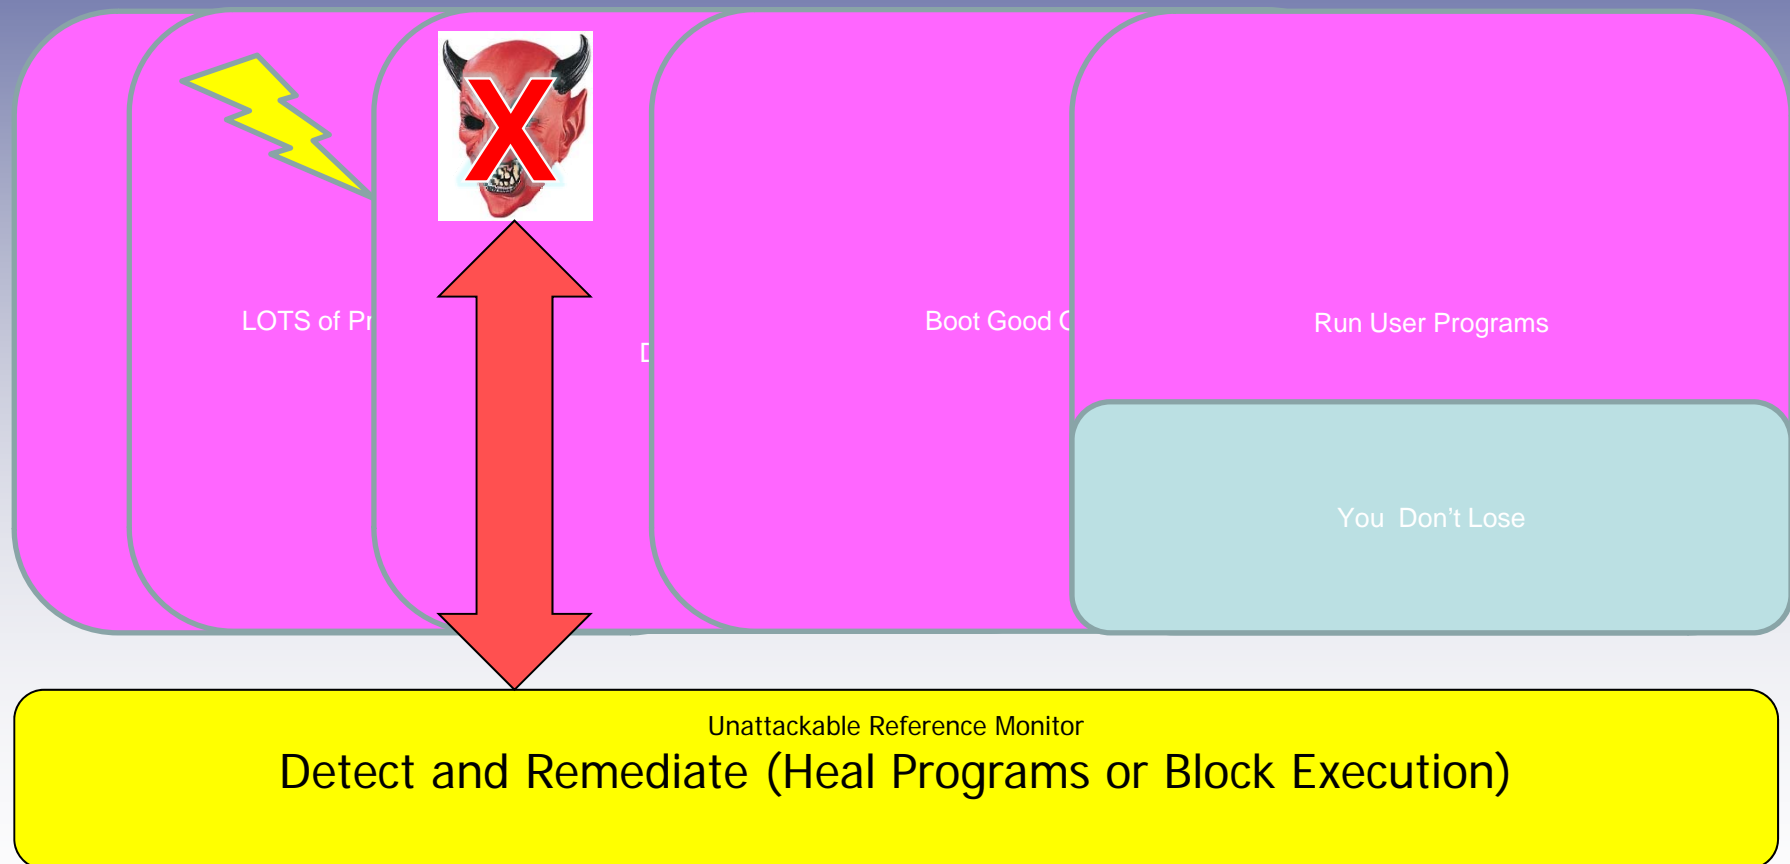 LOTS of Pr
D
Boot Good
Run User Programs
You Don't Lose
X
Unattackable Reference Monitor
Detect and Remediate (Heal Programs or Block Execution)